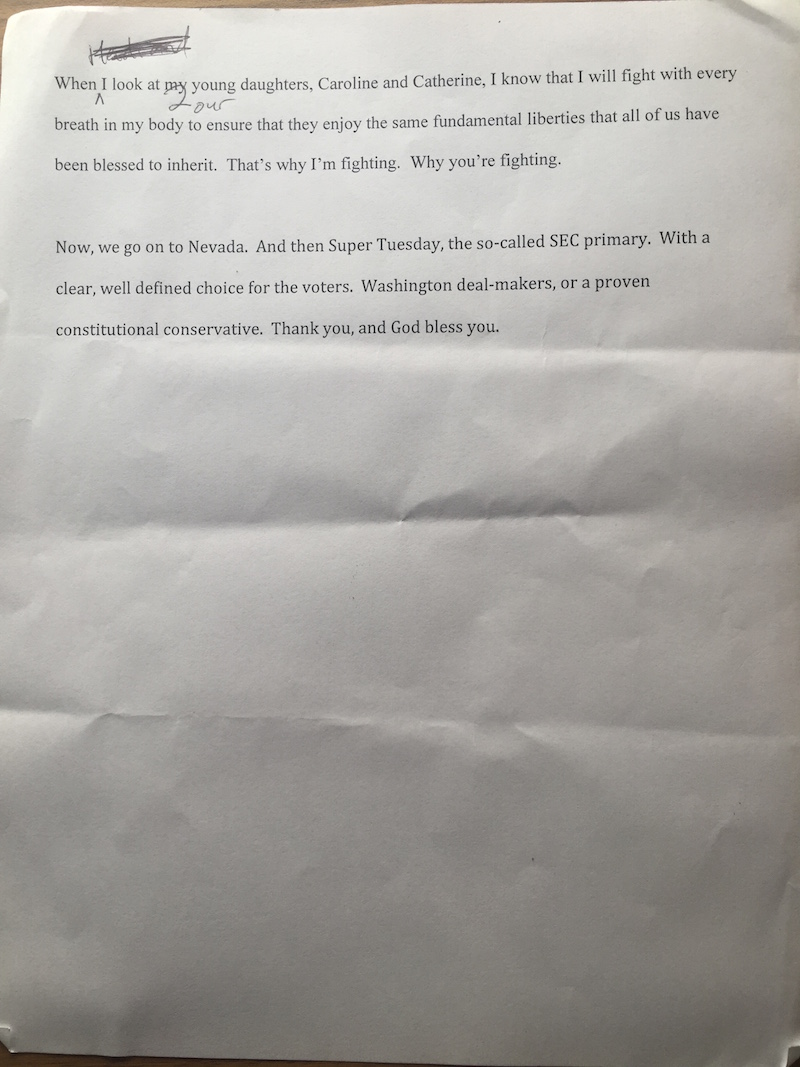 When I look at my young daughters, Caroline and Catherine, I know that I will fight with every
our
breath in my body to ensure that they enjoy the same fundamental liberties that all of us have
been blessed to inherit. That's why I'm fighting. Why you're fighting.
Now, we go on to Nevada. And then Super Tuesday, the so-called SEC primary. With a
clear, well defined choice for the voters. Washington deal-makers, or a proven
constitutional conservative. Thank you, and God bless you.